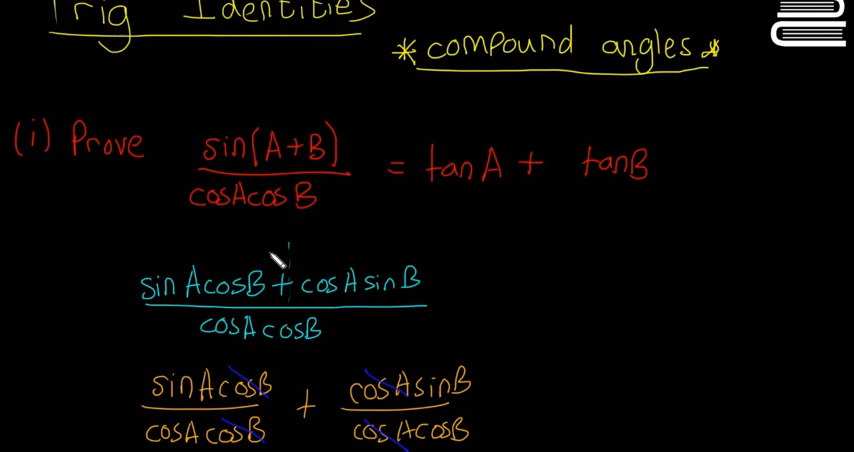 Trig Identities
*compound angles*
(i) Prove sin(A+B) = tanA + tanB
cosAcosB
sinAcosB + cosAsinB
cosAcosB
sinAcosB + cosAsinB
cosAcosB cosAcosB